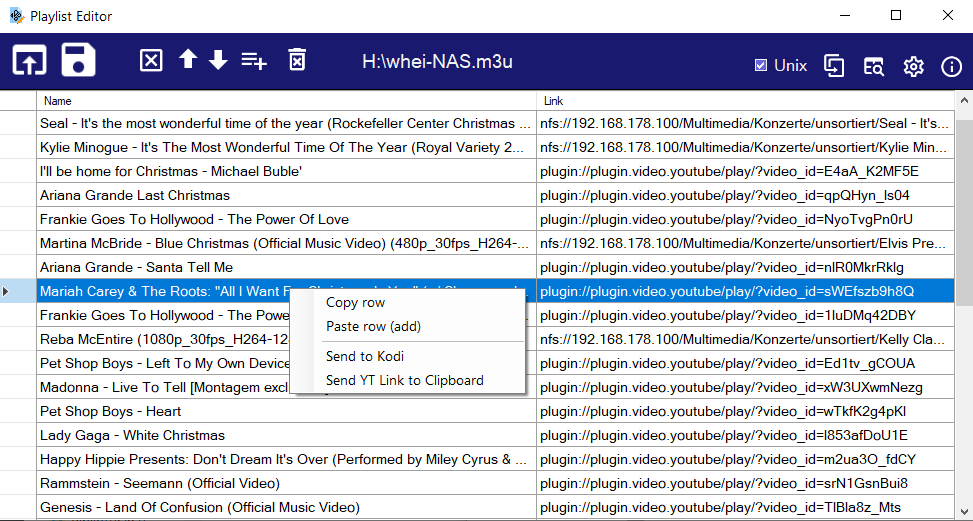 Playlist Editor
H:\whei-NAS.m3u
Unix
Name Link
Seal - It's the most wonderful time of the year (Rockefeller Center Christmas ... nfs://192.168.178.100/Multimedia/Konzerte/unsortiert/Seal - It's...
Kylie Minogue - It's The Most Wonderful Time Of The Year (Royal Variety 2... nfs://192.168.178.100/Multimedia/Konzerte/unsortiert/Kylie Min...
I'll be home for Christmas - Michael Buble' plugin://plugin.video.youtube/play/?video_id=E4aA_K2MF5E
Ariana Grande Last Christmas plugin://plugin.video.youtube/play/?video_id=qpQHyn_ls04
Frankie Goes To Hollywood - The Power Of Love plugin://plugin.video.youtube/play/?video_id=NyoTvgPn0rU
Martina McBride - Blue Christmas (Official Music Video) (480p_30fps_H264-... nfs://192.168.178.100/Multimedia/Konzerte/unsortiert/Elvis Pre...
Ariana Grande - Santa Tell Me plugin://plugin.video.youtube/play/?video_id=nlR0MkrRklg
Mariah Carey & The Roots: "All I Want plugin://plugin.video.youtube/play/?video_id=sWEfszb9h8Q
Copy row
Frankie Goes To Hollywood - The Powe plugin://plugin.video.youtube/play/?video_id=1luDMq42DBY
Paste row (add)
Reba McEntire (1080p_30fps_H264-12 nfs://192.168.178.100/Multimedia/Konzerte/unsortiert/Kelly Cla...
Send to Kodi
Pet Shop Boys - Left To My Own Device plugin://plugin.video.youtube/play/?video_id=Ed1tv_gCOUA
Send YT Link to Clipboard
Madonna - Live To Tell [Montagem excl plugin://plugin.video.youtube/play/?video_id=xW3UXwmNezg
Pet Shop Boys - Heart plugin://plugin.video.youtube/play/?video_id=wTkfK2g4pKI
Lady Gaga - White Christmas plugin://plugin.video.youtube/play/?video_id=l853afDoU1E
Happy Hippie Presents: Don't Dream It's Over (Performed by Miley Cyrus & ... plugin://plugin.video.youtube/play/?video_id=m2ua3O_fdCY
Rammstein - Seemann (Official Video) plugin://plugin.video.youtube/play/?video_id=srN1GsnBui8
Genesis - Land Of Confusion (Official Music Video) plugin://plugin.video.youtube/play/?video_id=TlBIa8z_Mts